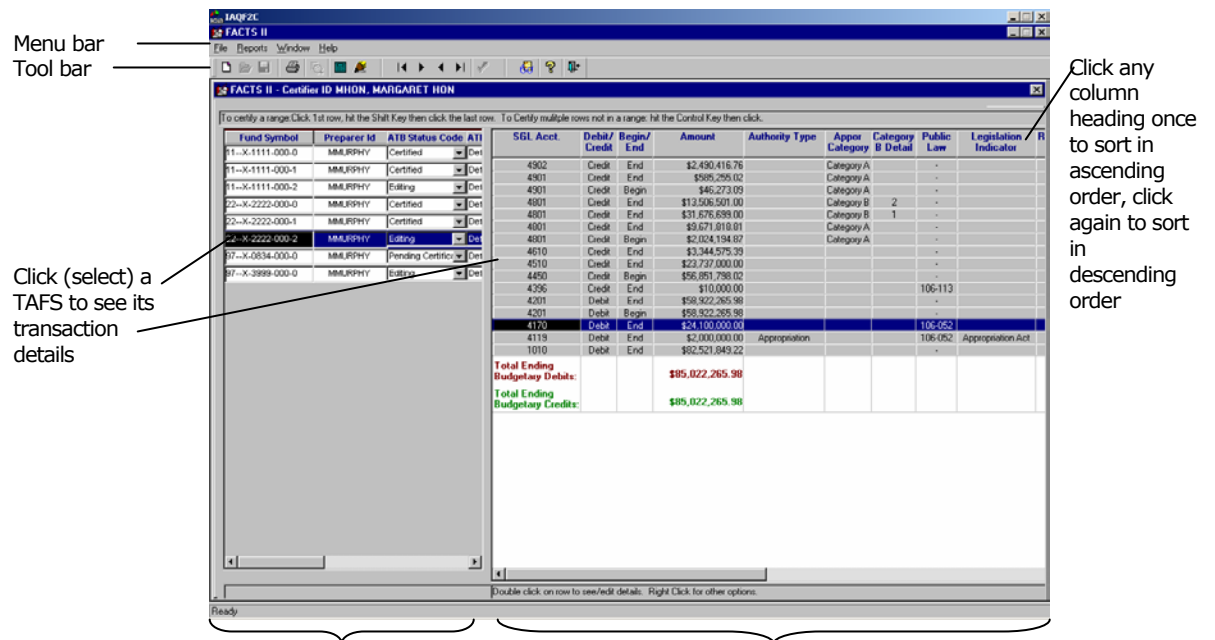 IAQF2C
FACTS II
Menu bar
File Reports Window Help
Tool bar
FACTS II - Certifier ID MHON, MARGARET HON
To certify a range:Click 1st row, hit the Shift Key then click the last row. To Certify mulitple rows not in a range: hit the Control Key then click.
Fund Symbol Preparer Id ATB Status Code
11--X-1111-000-0 MMURPHY Certified Det
11--X-1111-000-1 MMURPHY Certified Det
11--X-1111-000-2 MMURPHY Editing Det
22--X-2222-000-0 MMURPHY Certified Det
22--X-2222-000-1 MMURPHY Certified Det
22--X-2222-000-2 MMURPHY Editing Det
97--X-0834-000-0 MMURPHY Pending Certific Det
97--X-3999-000-0 MMURPHY Editing Det
SGL Acct. Debit/ Begin/ Amount Authority Type Appor Category Public Legislation R
Credit End Category B Detail Law Indicator
4902 Credit End $2,490,416.76 Category A -
4901 Credit End $585,255.02 Category A -
4901 Credit Begin $46,273.09 Category A -
4801 Credit End $13,506,501.00 Category B 2 -
4801 Credit End $31,676,699.00 Category B 1 -
4801 Credit End $9,671,818.81 Category A -
4801 Credit Begin $2,024,194.87 Category A -
4610 Credit End $3,344,575.39 -
4510 Credit End $23,737,000.00 -
4450 Credit Begin $56,851,798.02 -
4396 Credit End $10,000.00 106-113
4201 Debit End $58,922,265.98 -
4201 Debit Begin $58,922,265.98 -
4170 Debit End $24,100,000.00 106-052
4119 Debit End $2,000,000.00 Appropriation 106-052 Appropriation Act
1010 Debit End $82,521,849.22 -
Total Ending
Budgetary Debits: $85,022,265.98
Total Ending
Budgetary Credits: $85,022,265.98
Double click on row to see/edit details. Right Click for other options.
Ready
Click (select) a
TAFS to see its
transaction
details
Click any
column
heading once
to sort in
ascending
order, click
again to sort
in
descending
order